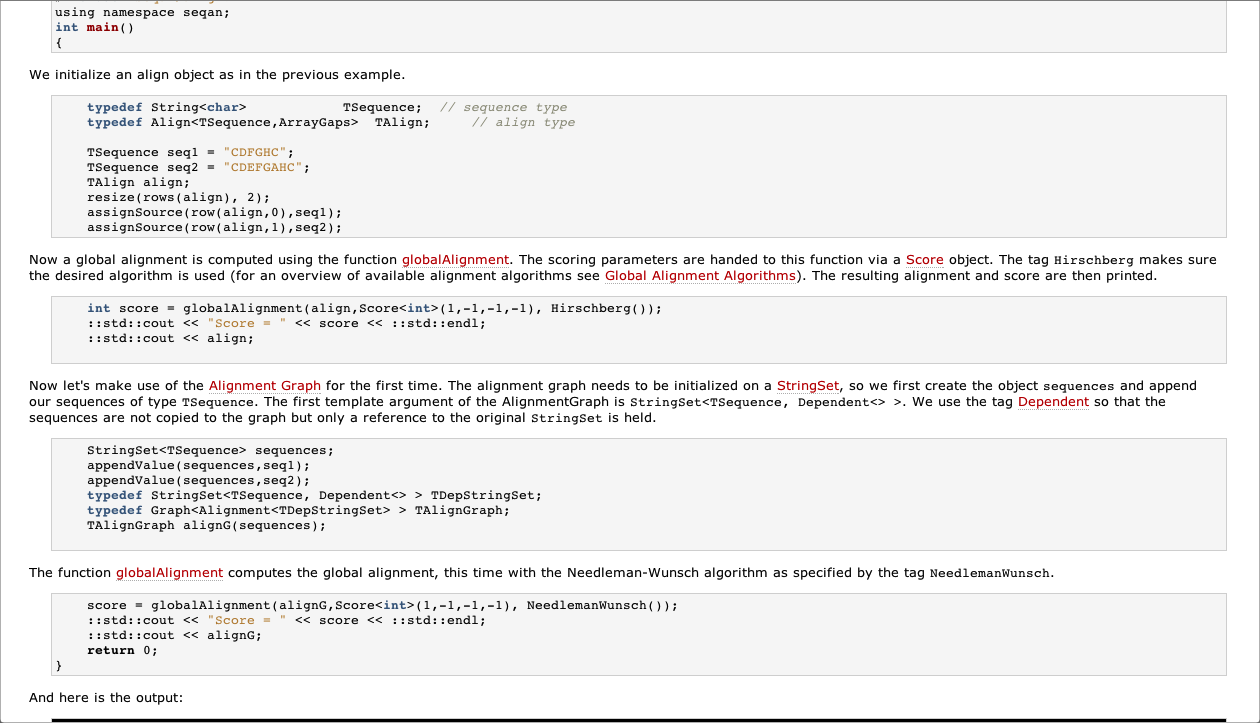 using namespace seqan;
int main()
{
We initialize an align object as in the previous example.
typedef String<char>            TSequence;  // sequence type
typedef Align<TSequence,ArrayGaps>  TAlign;     // align type
TSequence seq1 = "CDFGHC";
TSequence seq2 = "CDEFGAHC";
TAlign align;
resize(rows(align), 2);
assignSource(row(align,0),seq1);
assignSource(row(align,1),seq2);
Now a global alignment is computed using the function globalAlignment. The scoring parameters are handed to this function via a Score object. The tag Hirschberg makes sure
the desired algorithm is used (for an overview of available alignment algorithms see Global Alignment Algorithms). The resulting alignment and score are then printed.
int score = globalAlignment(align,Score<int>(1,-1,-1,-1), Hirschberg());
::std::cout << "Score = " << score << ::std::endl;
::std::cout << align;
Now let's make use of the Alignment Graph for the first time. The alignment graph needs to be initialized on a StringSet, so we first create the object sequences and append
our sequences of type TSequence. The first template argument of the AlignmentGraph is StringSet<TSequence, Dependent<> >. We use the tag Dependent so that the
sequences are not copied to the graph but only a reference to the original StringSet is held.
StringSet<TSequence> sequences;
appendValue(sequences,seq1);
appendValue(sequences,seq2);
typedef StringSet<TSequence, Dependent<> > TDepStringSet;
typedef Graph<Alignment<TDepStringSet> > TAlignGraph;
TAlignGraph alignG(sequences);
The function globalAlignment computes the global alignment, this time with the Needleman-Wunsch algorithm as specified by the tag NeedlemanWunsch.
score = globalAlignment(alignG,Score<int>(1,-1,-1,-1), NeedlemanWunsch());
::std::cout << "Score = " << score << ::std::endl;
::std::cout << alignG;
return 0;
}
And here is the output: